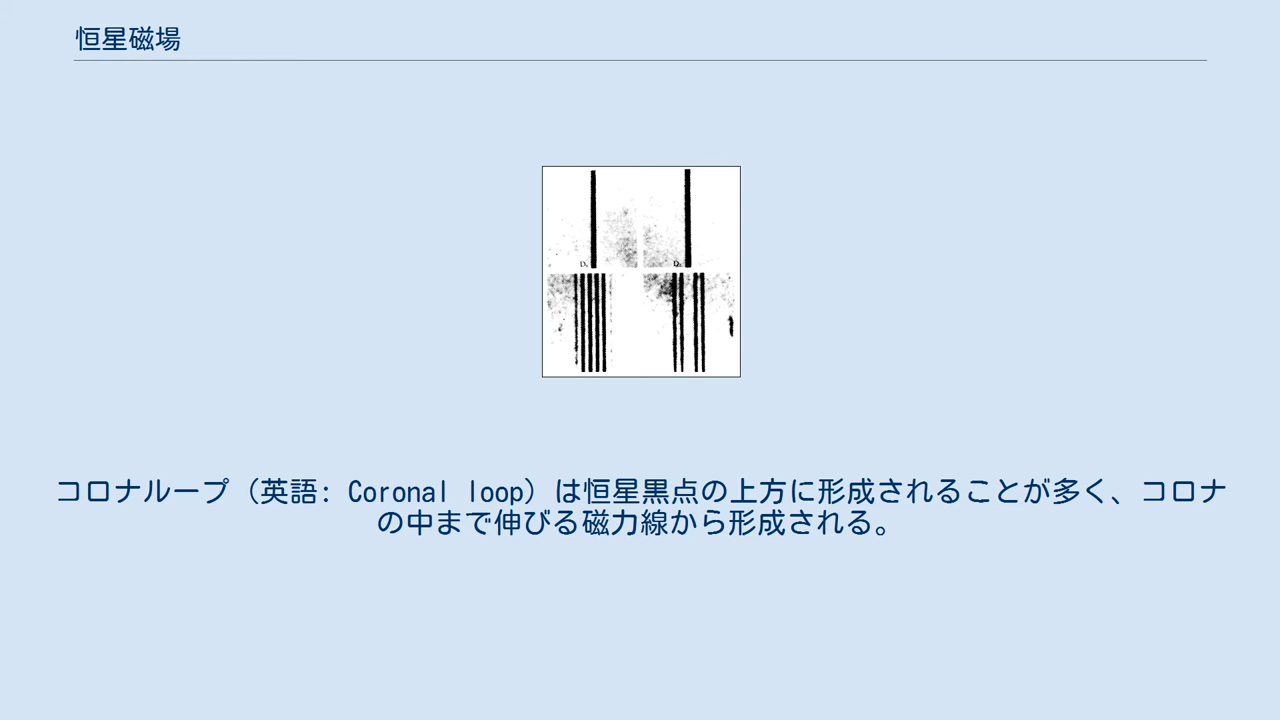 恒星磁場
コロナループ（英語: Coronal loop）は恒星黒点の上方に形成されることが多く、コロナ
の中まで伸びる磁力線から形成される。